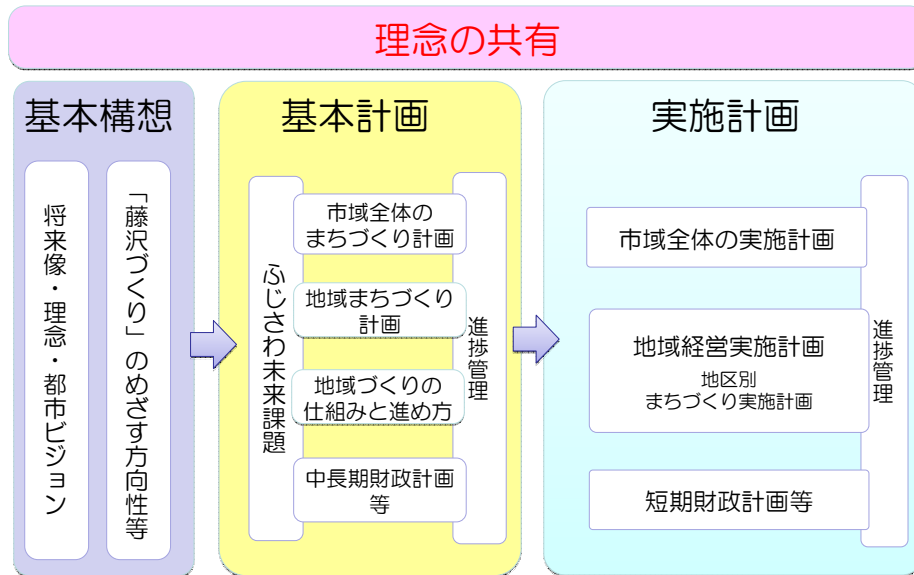 理念の共有
基本構想
将来像・理念・都市ビジョン
「藤沢づくり」のめざす方向性等
基本計画
ふじさわ未来課題
市域全体の
まちづくり計画
地域まちづくり
計画
地域づくりの
仕組みと進め方
中長期財政計画
等
進捗管理
実施計画
市域全体の実施計画
地域経営実施計画
地区別
まちづくり実施計画
短期財政計画等
進捗管理